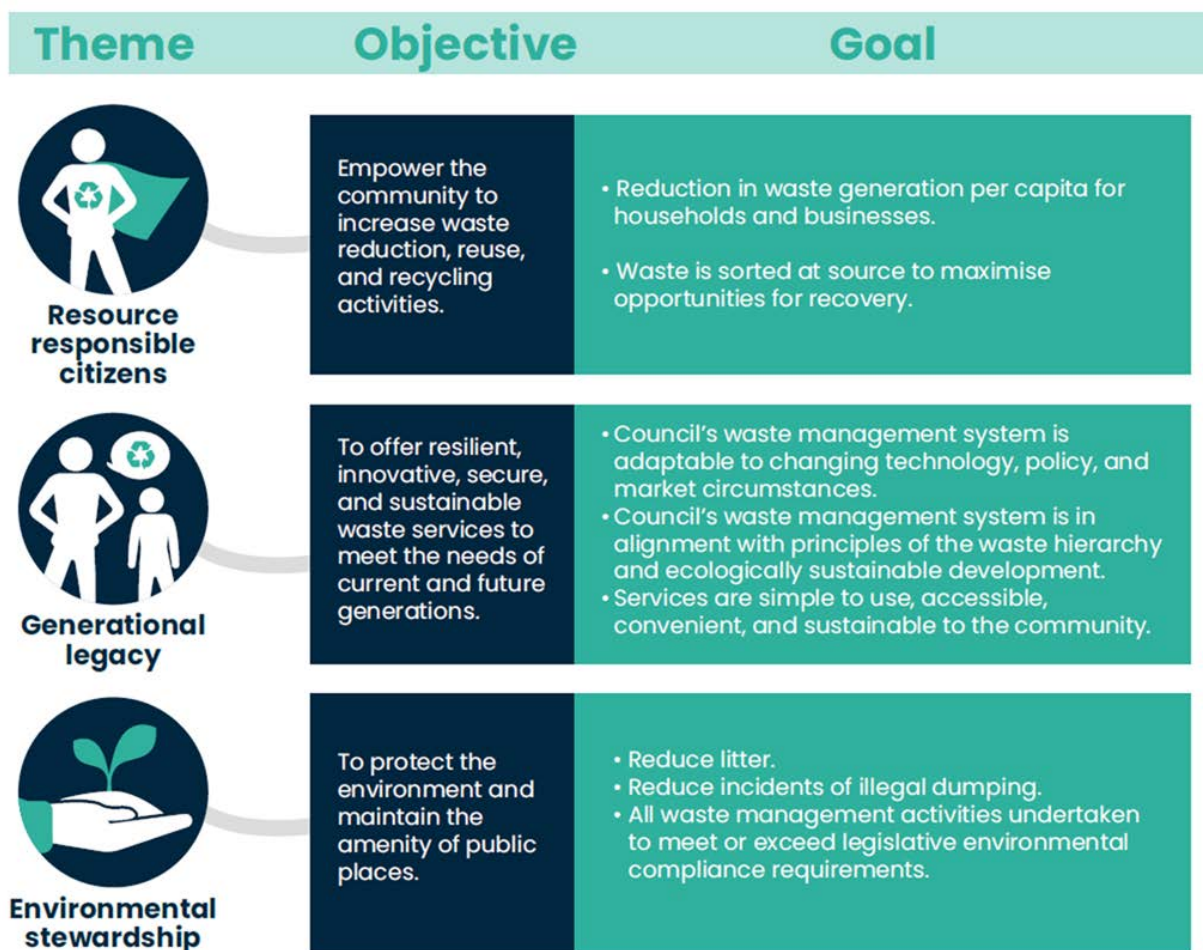 Theme Objective Goal
Resource
responsible
citizens
Empower the
community to
increase waste
reduction, reuse,
and recycling
activities.
• Reduction in waste generation per capita for
households and businesses.
• Waste is sorted at source to maximise
opportunities for recovery.
Generational
legacy
To offer resilient,
innovative, secure,
and sustainable
waste services to
meet the needs of
current and future
generations.
• Council’s waste management system is
adaptable to changing technology, policy, and
market circumstances.
• Council’s waste management system is in
alignment with principles of the waste hierarchy
and ecologically sustainable development.
• Services are simple to use, accessible,
convenient, and sustainable to the community.
Environmental
stewardship
To protect the
environment and
maintain the
amenity of public
places.
• Reduce litter.
• Reduce incidents of illegal dumping.
• All waste management activities undertaken
to meet or exceed legislative environmental
compliance requirements.